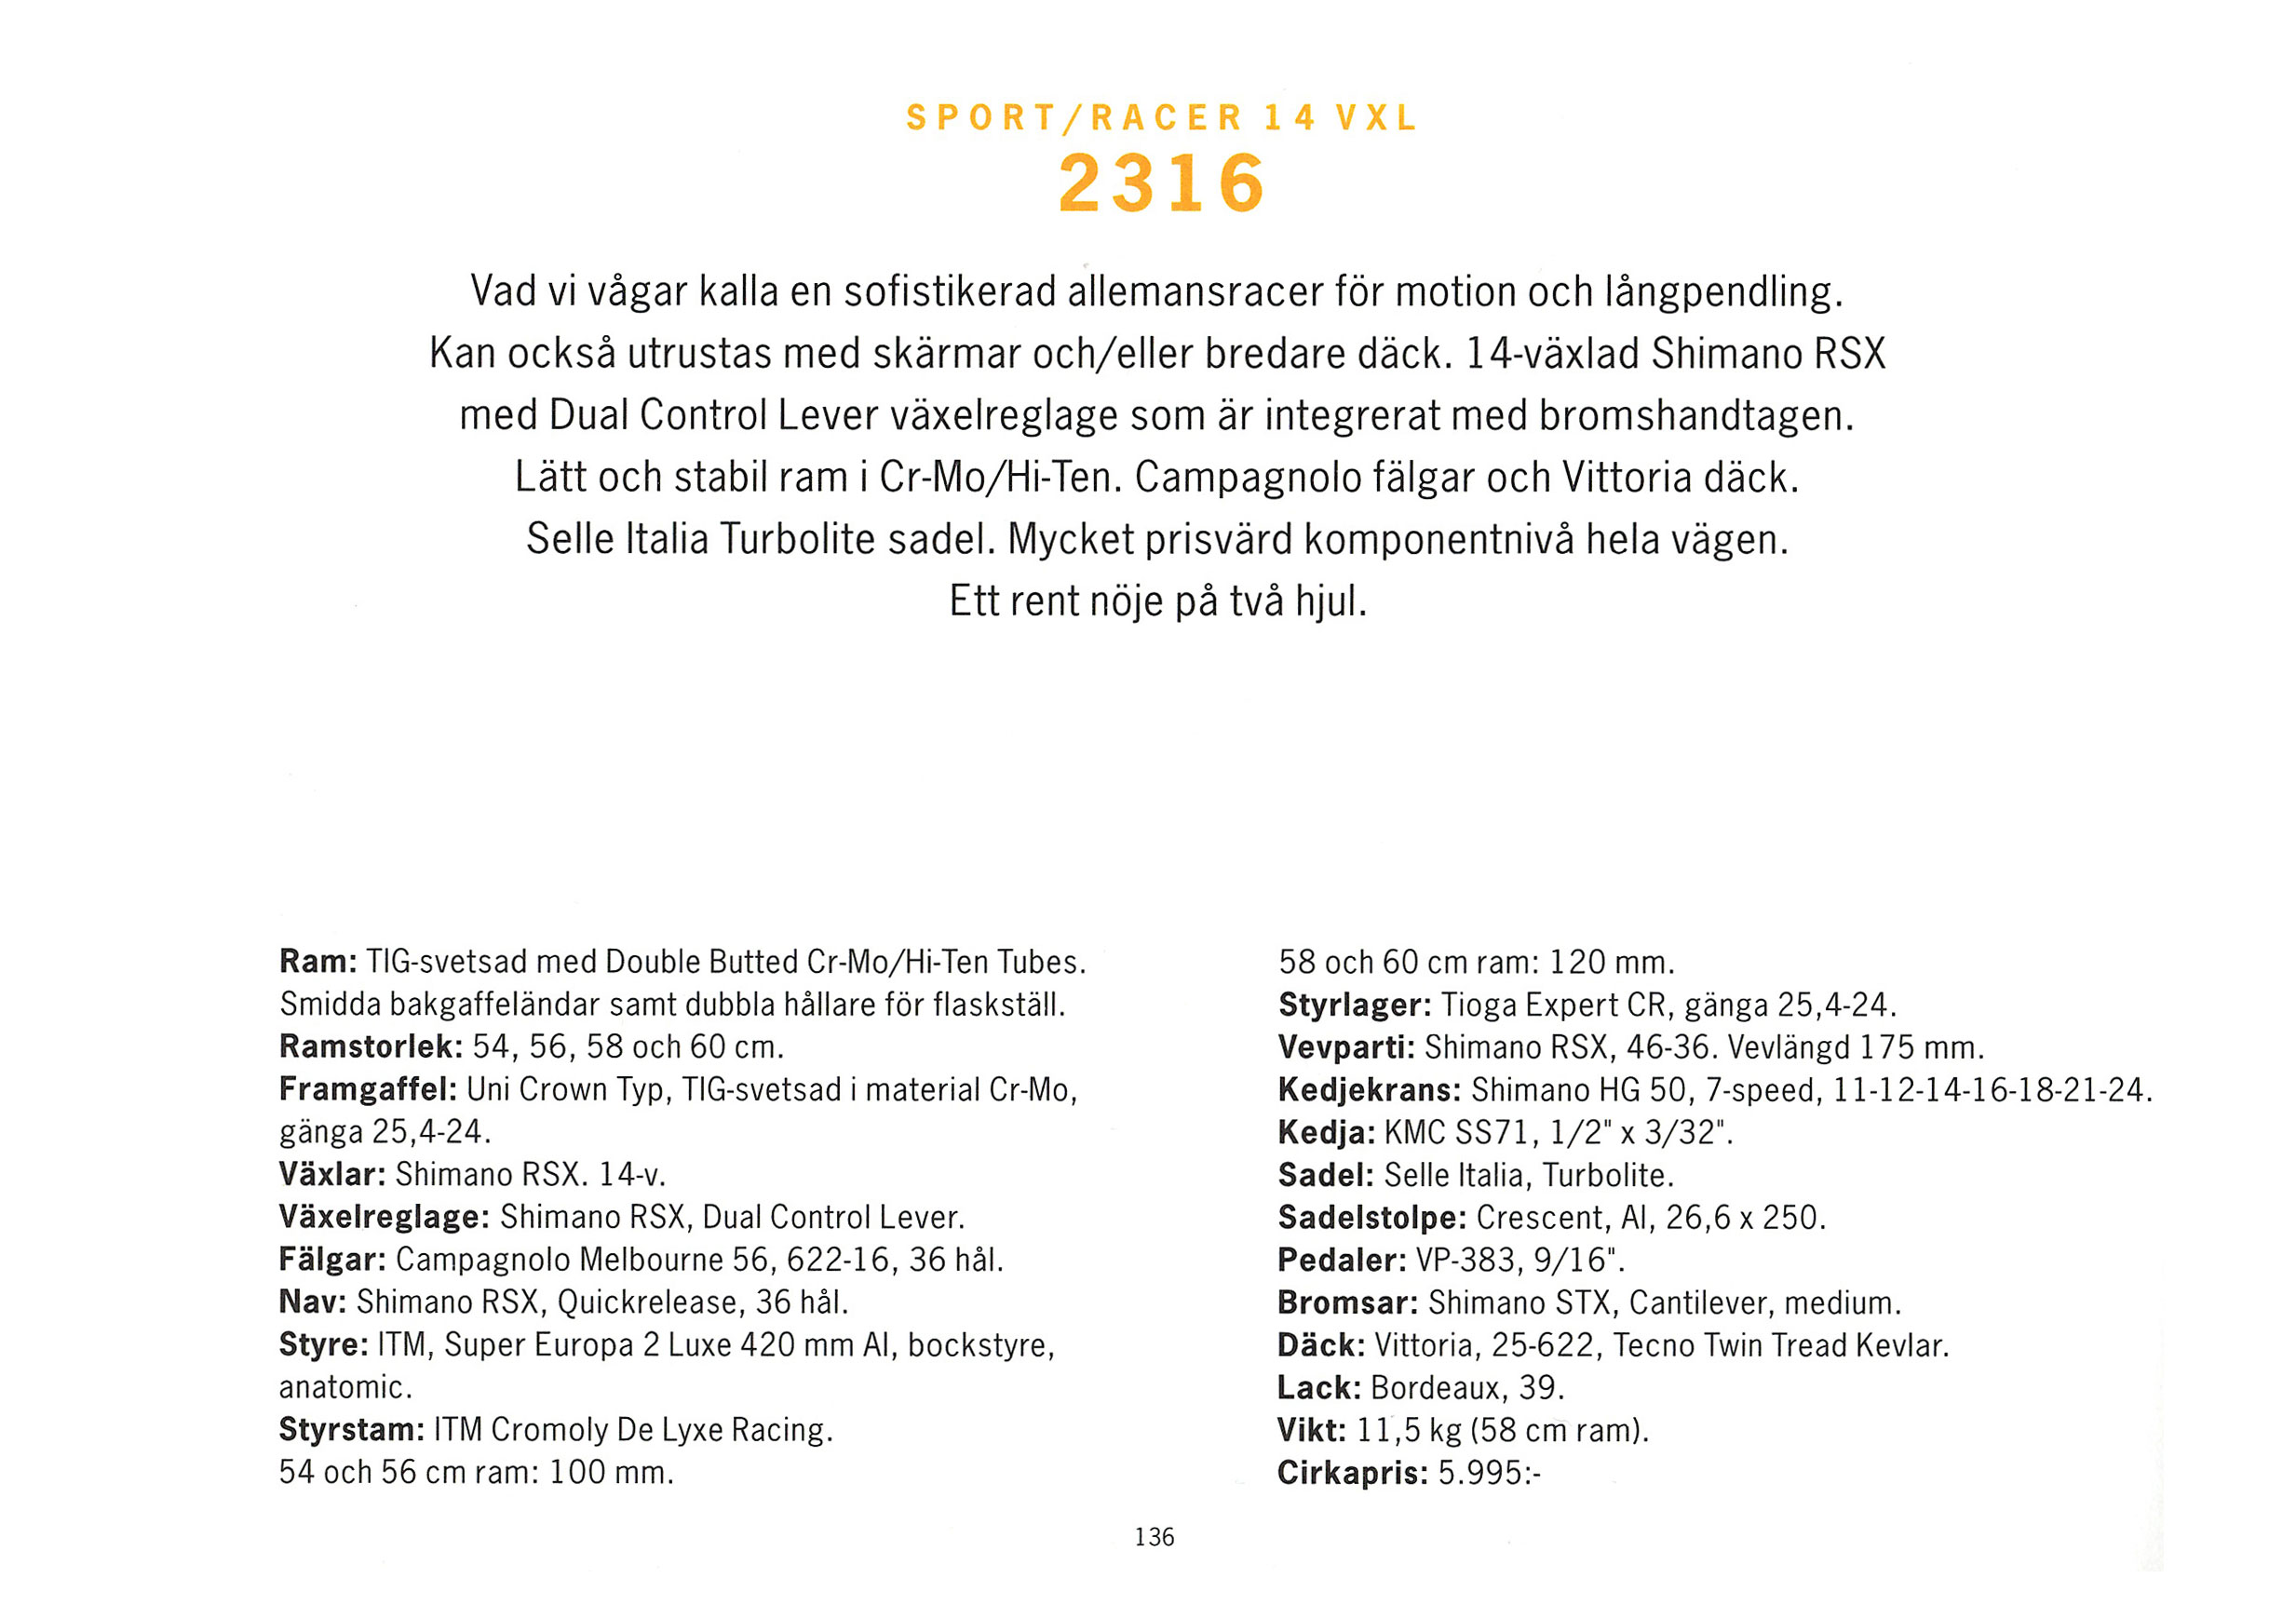 SPORT/RACER 14 VXL
2316
Vad vi vågar kalla en sofistikerad allemansracer för motion och långpendling.
Kan också utrustas med skärmar och/eller bredare däck. 14-växlad Shimano RSX
med Dual Control Lever växelreglage som är integrerat med bromshandtagen.
Lätt och stabil ram i Cr-Mo/Hi-Ten. Campagnolo fälgar och Vittoria däck.
Selle Italia Turbolite sadel. Mycket prisvärd komponentnivå hela vägen.
Ett rent nöje på två hjul.
Ram: TIG-svetsad med Double Butted Cr-Mo/Hi-Ten Tubes.
Smidda bakgaffeländar samt dubbla hållare för flaskställ.
Ramstorlek: 54, 56, 58 och 60 cm.
Framgaffel: Uni Crown Typ, TIG-svetsad i material Cr-Mo,
gänga 25,4-24.
Växlar: Shimano RSX. 14-v.
Växelreglage: Shimano RSX, Dual Control Lever.
Fälgar: Campagnolo Melbourne 56, 622-16, 36 hål.
Nav: Shimano RSX, Quickrelease, 36 hål.
Styre: ITM, Super Europa 2 Luxe 420 mm Al, bockstyre,
anatomic.
Styrstam: ITM Cromoly De Lyxe Racing.
54 och 56 cm ram: 100 mm.
58 och 60 cm ram: 120 mm.
Styrlager: Tioga Expert CR, gänga 25,4-24.
Vevparti: Shimano RSX, 46-36. Vevlängd 175 mm.
Kedjekrans: Shimano HG 50, 7-speed, 11-12-14-16-18-21-24.
Kedja: KMC SS71, 1/2" x 3/32".
Sadel: Selle Italia, Turbolite.
Sadelstolpe: Crescent, Al, 26,6 x 250.
Pedaler: VP-383, 9/16".
Bromsar: Shimano STX, Cantilever, medium.
Däck: Vittoria, 25-622, Tecno Twin Tread Kevlar.
Lack: Bordeaux, 39.
Vikt: 11,5 kg (58 cm ram).
Cirkapris: 5.995:-
136